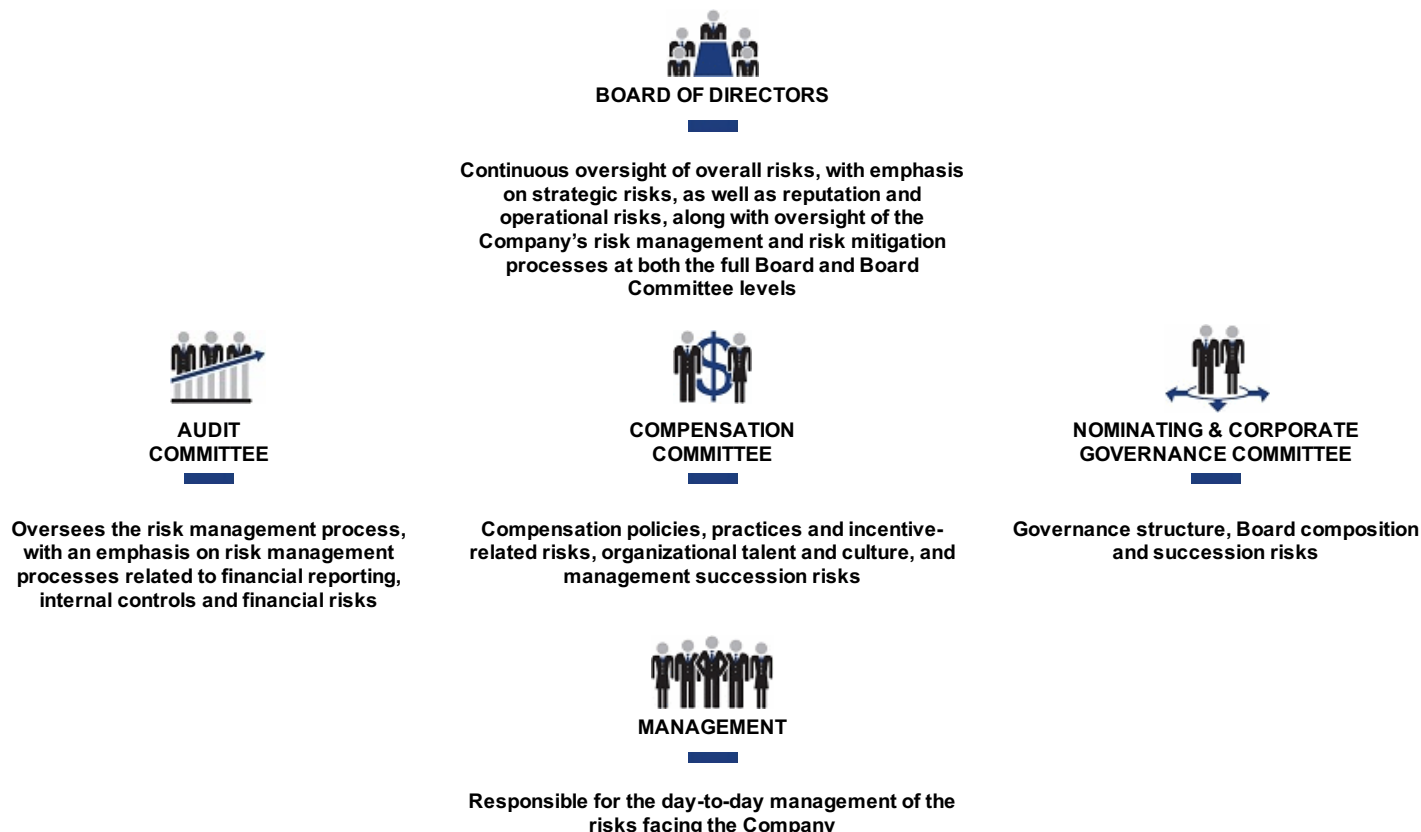 BOARD OF DIRECTORS
Continuous oversight of overall risks, with emphasis
on strategic risks, as well as reputation and
operational risks, along with oversight of the
Company’s risk management and risk mitigation
processes at both the full Board and Board
Committee levels
AUDIT
COMMITTEE
Oversees the risk management process,
with an emphasis on risk management
processes related to financial reporting,
internal controls and financial risks
COMPENSATION
COMMITTEE
Compensation policies, practices and incentive-
related risks, organizational talent and culture, and
management succession risks
NOMINATING & CORPORATE
GOVERNANCE COMMITTEE
Governance structure, Board composition
and succession risks
MANAGEMENT
Responsible for the day-to-day management of the
risks facing the Company